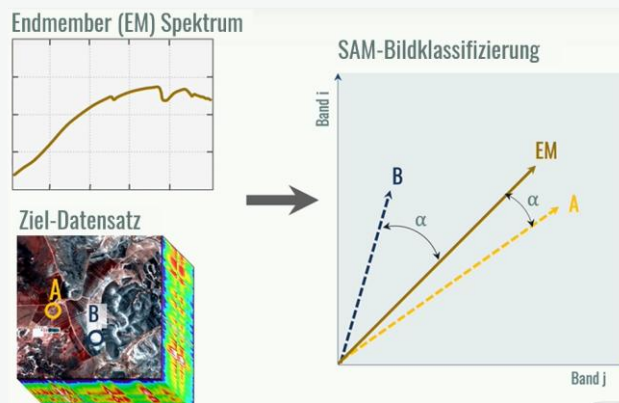 Endmember (EM) Spektrum
Ziel-Datensatz
A
B
SAM-Bildklassifizierung
Band i
B
α
EM
α
A
Band j